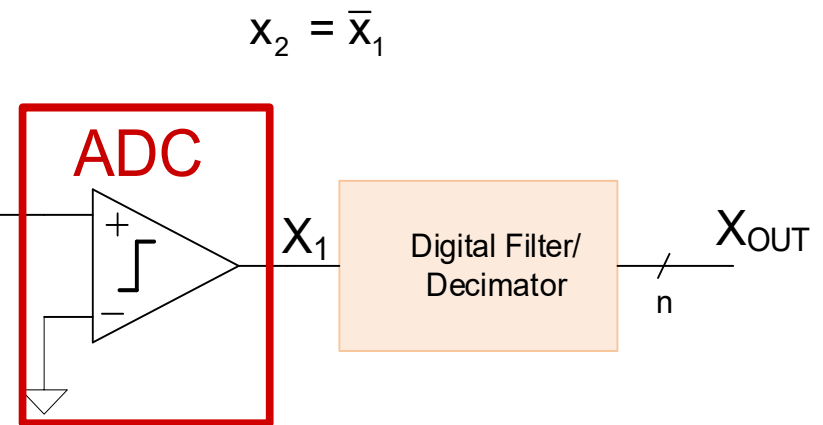 x₂ = x̅₁
ADC
+
−
X₁
Digital Filter/
Decimator
X_OUT
n